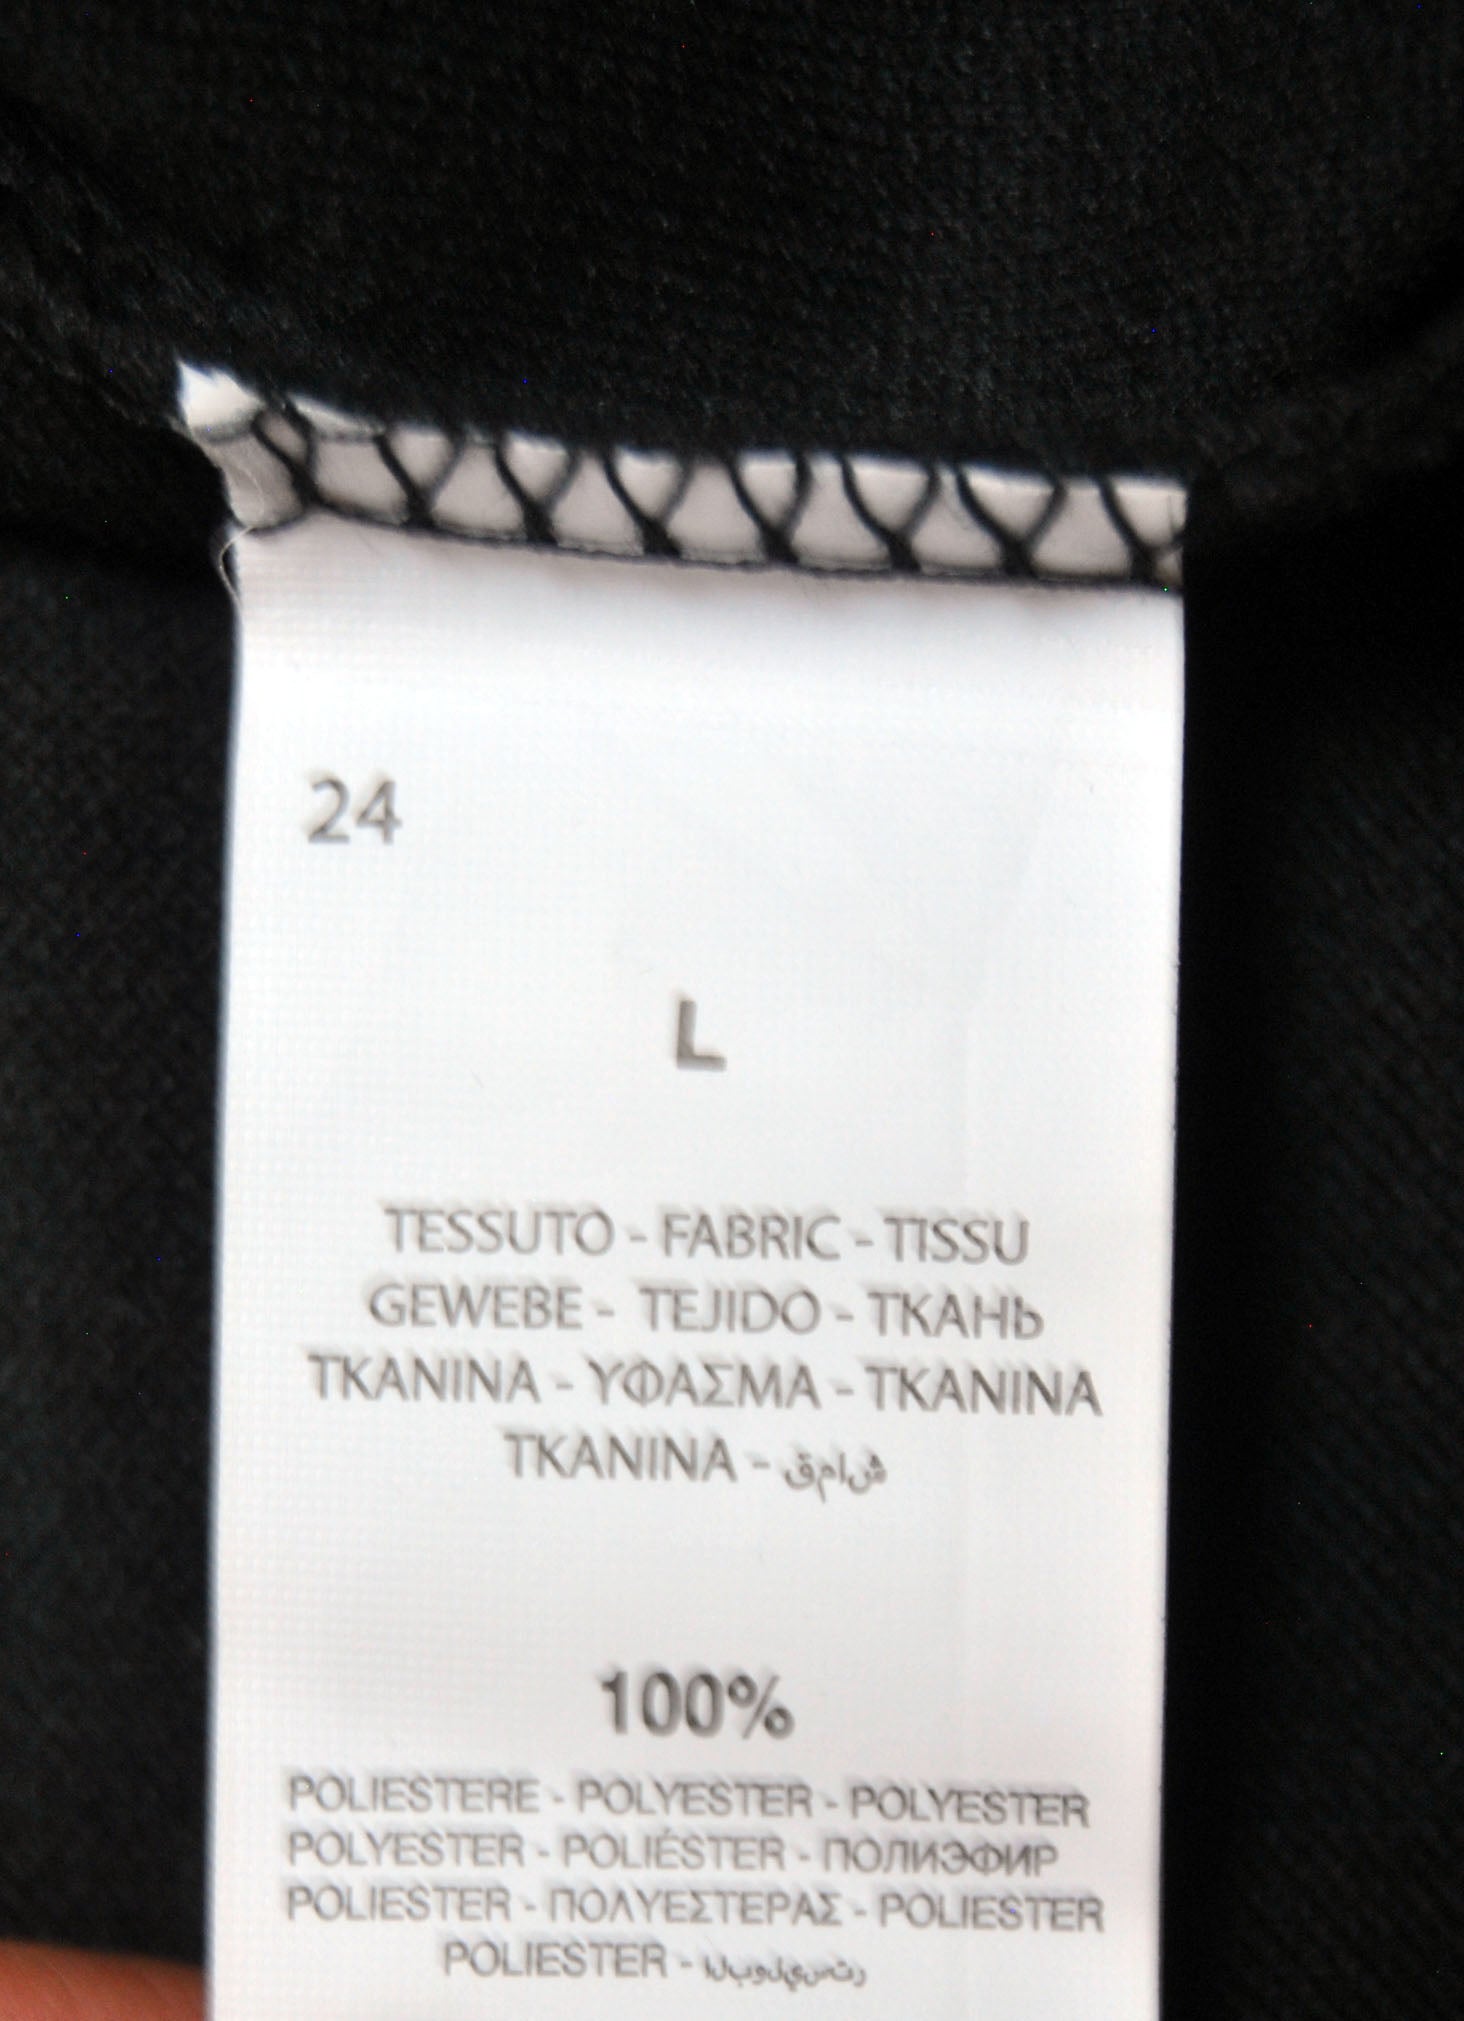 24
L
TESSUTO - FABRIC - TISSU
GEWEBE - TEJIDO - ТКАНЬ
TKANINA - ΥΦΑΣΜΑ - TKANINA
TKANINA - قماش
100%
POLIESTERE - POLYESTER - POLYESTER
POLYESTER - POLIÉSTER - ПОЛИЭФИР
POLIESTER - ΠΟΛΥΕΣΤΕΡΑΣ - POLIESTER
POLIESTER - البوليستر